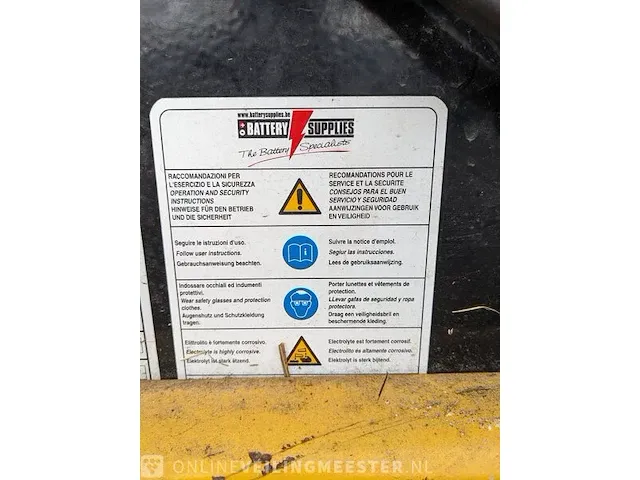 www.batterysupplies.be
BATTERY SUPPLIES
The Battery Specialists
RACCOMANDAZIONI PER
L'ESERCIZIO E LA SICUREZZA
OPERATION AND SECURITY
INSTRUCTIONS
HINWEISE FÜR DEN BETRIEB
UND DIE SICHERHEIT
RECOMANDATIONS POUR LE
SERVICE ET LA SECURITE
CONSEJOS PARA EL BUEN
SERVICIO Y SEGURIDAD
AANWIJZINGEN VOOR GEBRUIK
EN VEILIGHEID
Seguire le istruzioni d'uso.
Follow user instructions.
Gebrauchsanweisung beachten.
Suivre la notice d'emploi.
Segiur las instrucciones.
Lees de gebruiksaanwijzing.
Indossare occhiali ed indumenti
protettivi.
Wear safety glasses and protection
clothes.
Augenshutz und Schutzkleidung
tragen.
Porter lunettes et vêtements de
protection.
LLevar gafas de seguridad y ropa
protectors.
Draag een veiligheidsbril en
beschermende kleding.
Elittrolito è fortemente corrosivo.
Electrolyte is highly corrosive.
Elektrolyt ist sterk ätzend.
Electrolyte est fortement corrosif.
Electrolito es altamente corrosivo.
Elektrolyt is sterk bijtend.
ONLINEVEILINGMEESTER.NL